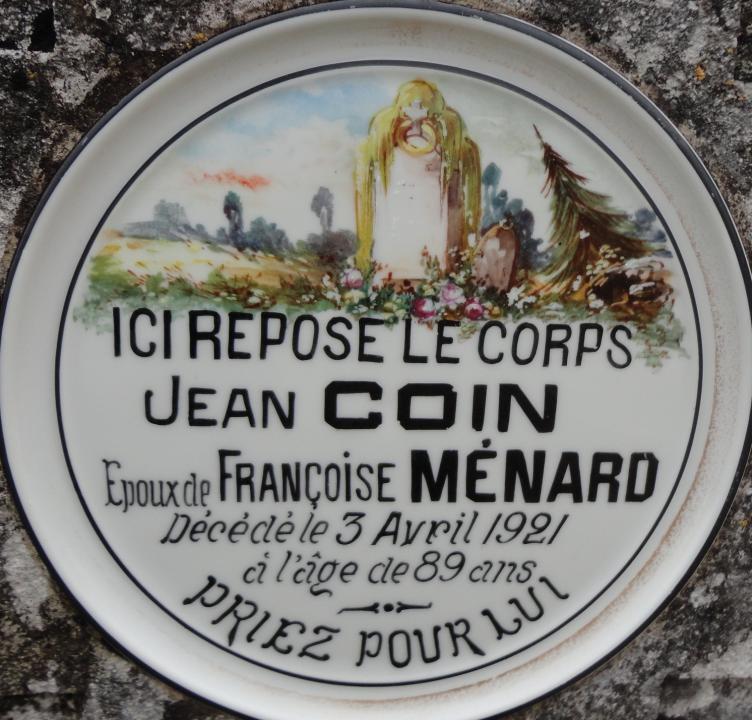 ICI REPOSE LE CORPS
JEAN COIN
Epoux de FRANÇOISE MÉNARD
Décédé le 3 Avril 1921
à l'âge de 89 ans
PRIEZ POUR LUI